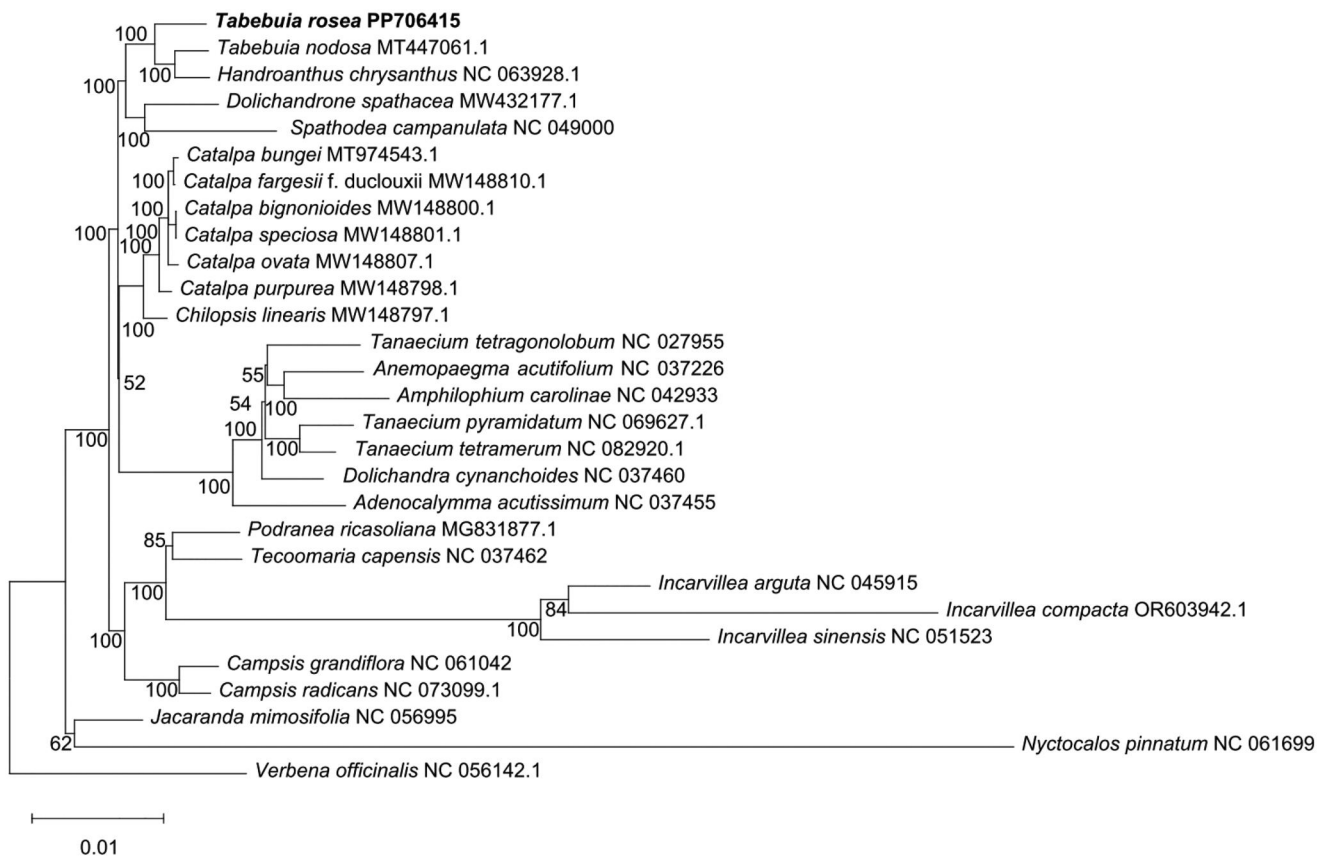 Tabebuia rosea PP706415
100
Tabebuia nodosa MT447061.1
100
Handroanthus chrysanthus NC 063928.1
100
Dolichandrone spathacea MW432177.1
100
Spathodea campanulata NC 049000
Catalpa bungei MT974543.1
100
Catalpa fargesii f. duclouxii MW148810.1
100
Catalpa bignonioides MW148800.1
100
100
Catalpa speciosa MW148801.1
100
Catalpa ovata MW148807.1
Catalpa purpurea MW148798.1
Chilopsis linearis MW148797.1
100
Tanaecium tetragonolobum NC 027955
55
Anemopaegma acutifolium NC 037226
52
Amphilophium carolinae NC 042933
54
100
Tanaecium pyramidatum NC 069627.1
100
100
Tanaecium tetramerum NC 082920.1
100
Dolichandra cynanchoides NC 037460
100
Adenocalymma acutissimum NC 037455
Podranea ricasoliana MG831877.1
85
Tecoomaria capensis NC 037462
100
Incarvillea arguta NC 045915
84
Incarvillea compacta OR603942.1
100
100
Incarvillea sinensis NC 051523
Campsis grandiflora NC 061042
100
Campsis radicans NC 073099.1
Jacaranda mimosifolia NC 056995
62
Nyctocalos pinnatum NC 061699
Verbena officinalis NC 056142.1
0.01